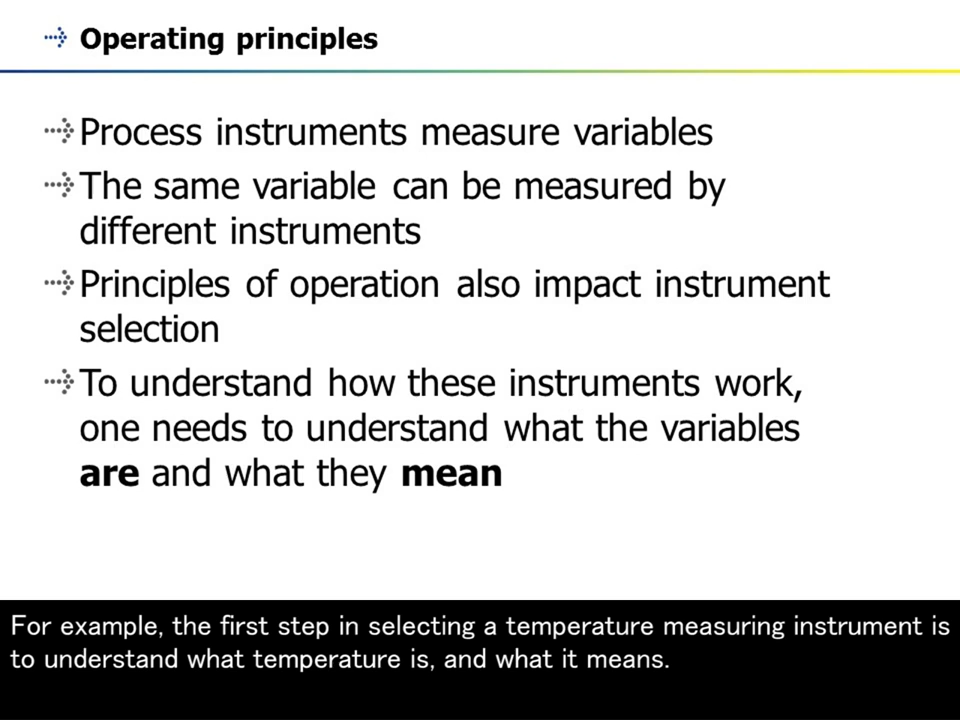 Operating principles
Process instruments measure variables
The same variable can be measured by
different instruments
Principles of operation also impact instrument
selection
To understand how these instruments work,
one needs to understand what the variables
are and what they mean
For example, the first step in selecting a temperature measuring instrument is
to understand what temperature is, and what it means.